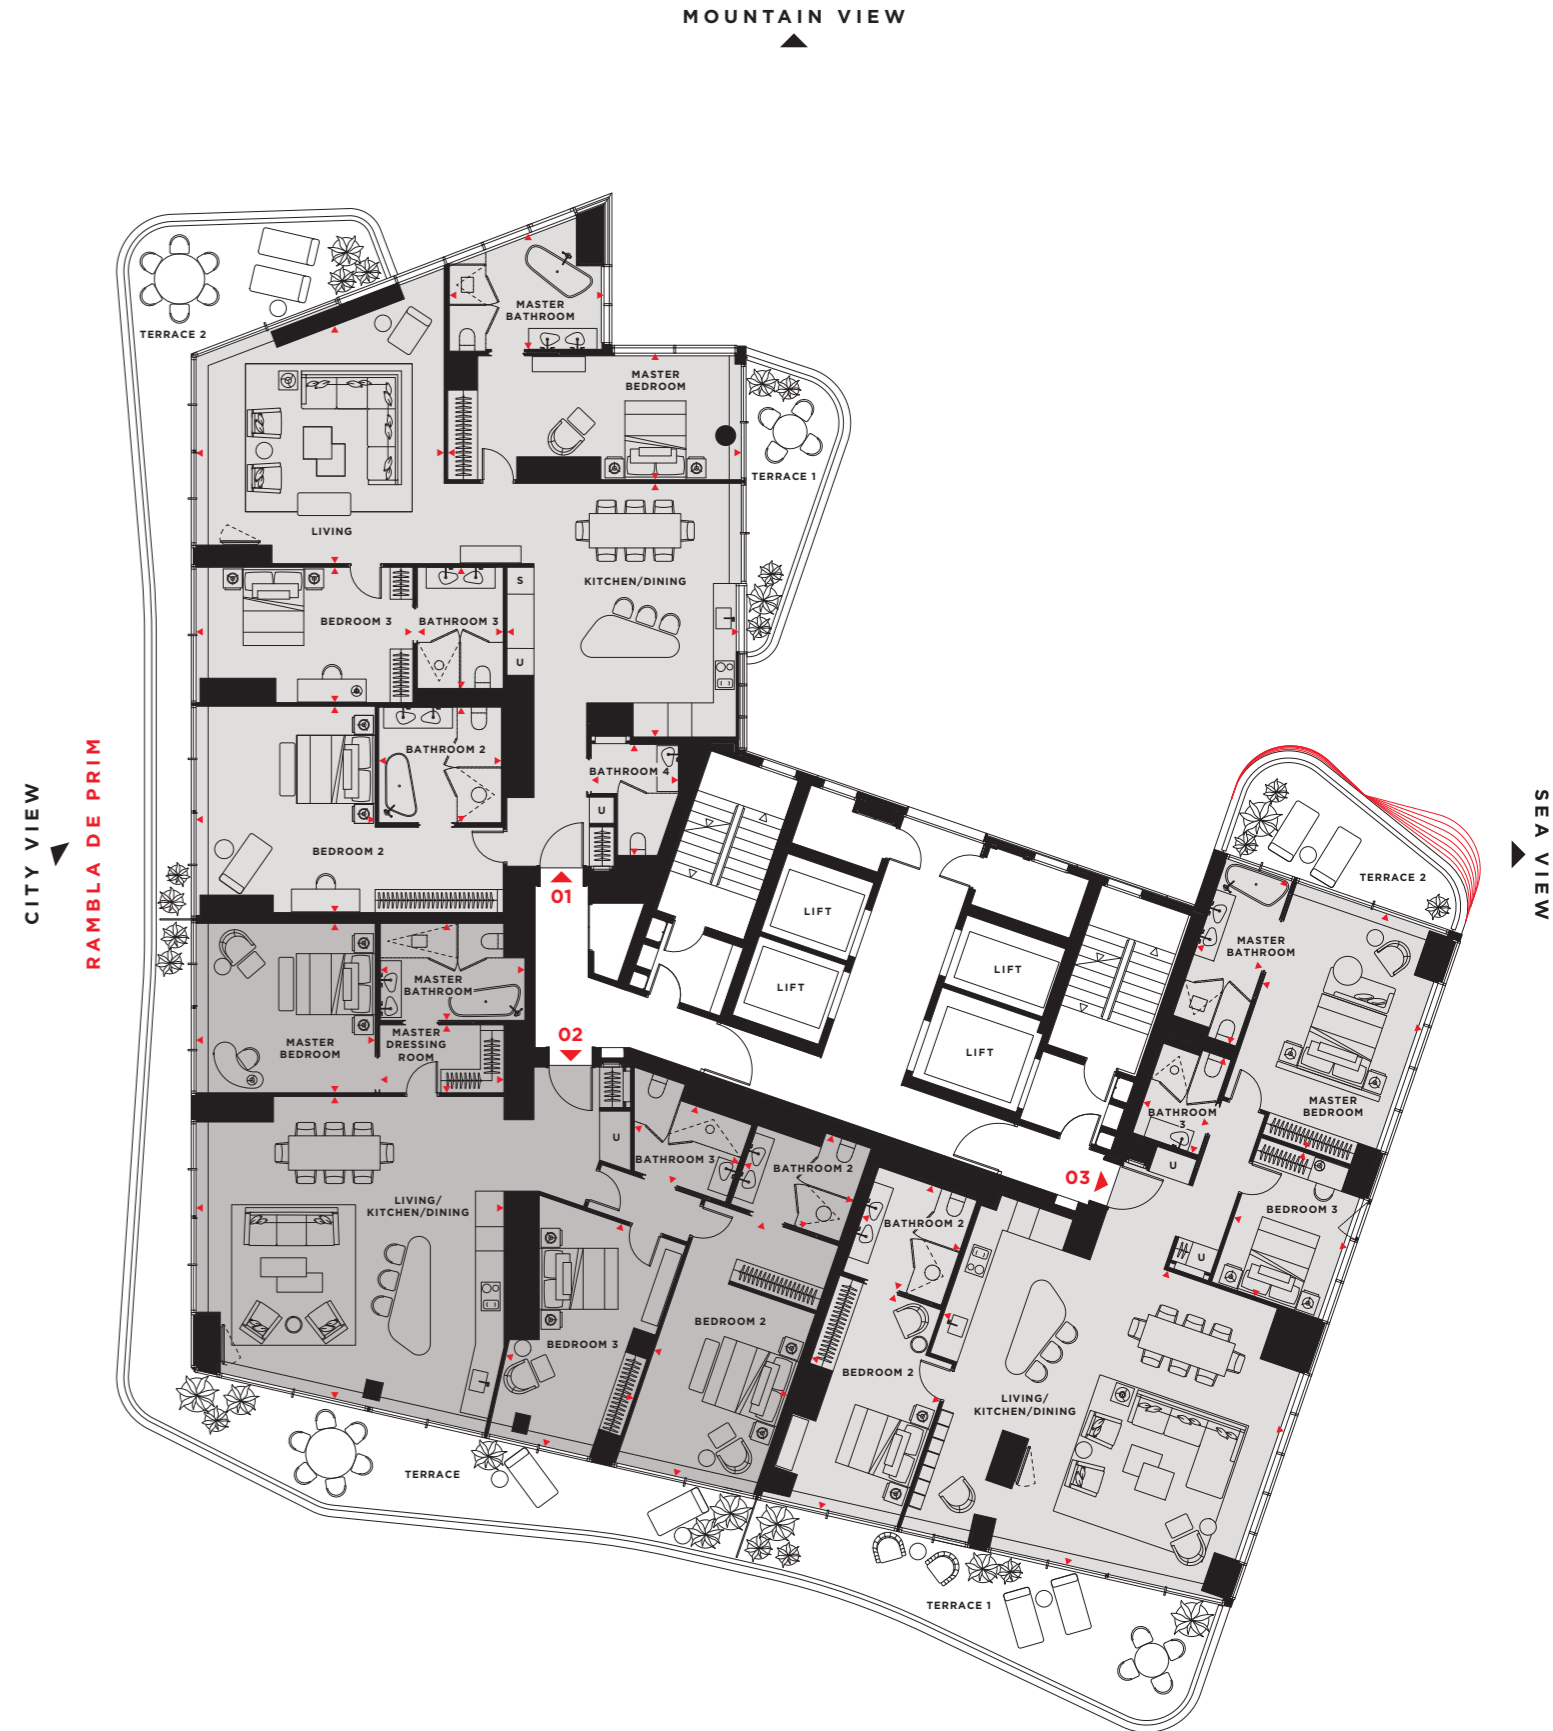 MOUNTAIN VIEW
MASTER
BATHROOM
TERRACE 2
MASTER
BEDROOM
TERRACE 1
LIVING
KITCHEN/DINING
S
BEDROOM 3
BATHROOM 3
U
BATHROOM 2
BATHROOM 4
U
BEDROOM 2
CITY VIEW
RAMBLA DE PRIM
SEA VIEW
01
LIFT
LIFT
LIFT
LIFT
TERRACE 2
MASTER
BATHROOM
MASTER
BATHROOM
MASTER
BEDROOM
MASTER
DRESSING
ROOM
02
MASTER
BEDROOM
BATHROOM
3
U
U
BATHROOM 3
BATHROOM 2
03
LIVING/
KITCHEN/DINING
BATHROOM 2
BEDROOM 3
U
BEDROOM 2
BEDROOM 3
BEDROOM 2
LIVING/
KITCHEN/DINING
TERRACE
TERRACE 1